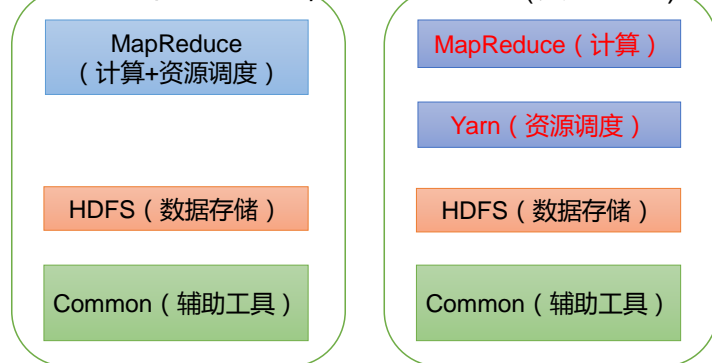 MapReduce
（计算+资源调度）
HDFS（数据存储）
Common（辅助工具）
MapReduce（计算）
Yarn（资源调度）
HDFS（数据存储）
Common（辅助工具）